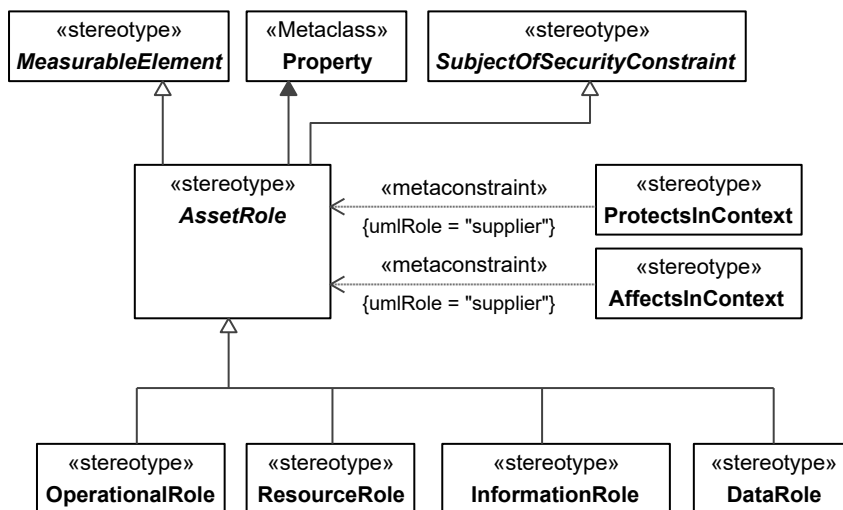 «stereotype»
MeasurableElement
«Metaclass»
Property
«stereotype»
SubjectOfSecurityConstraint
«stereotype»
AssetRole
«metaconstraint»
{umlRole = "supplier"}
«stereotype»
ProtectsInContext
«metaconstraint»
{umlRole = "supplier"}
«stereotype»
AffectsInContext
«stereotype»
OperationalRole
«stereotype»
ResourceRole
«stereotype»
InformationRole
«stereotype»
DataRole